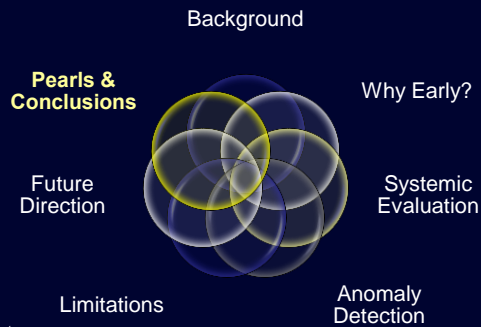 Background
Pearls &
Conclusions
Why Early?
Future
Direction
Systemic
Evaluation
Limitations
Anomaly
Detection